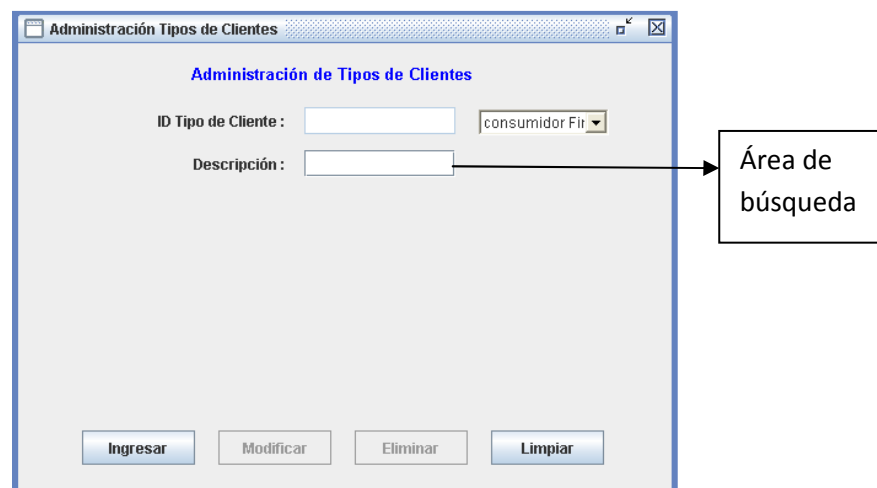 Administración Tipos de Clientes
Administración de Tipos de Clientes
ID Tipo de Cliente :
consumidor Fir
Descripción :
Área de
búsqueda
Ingresar Modificar Eliminar Limpiar